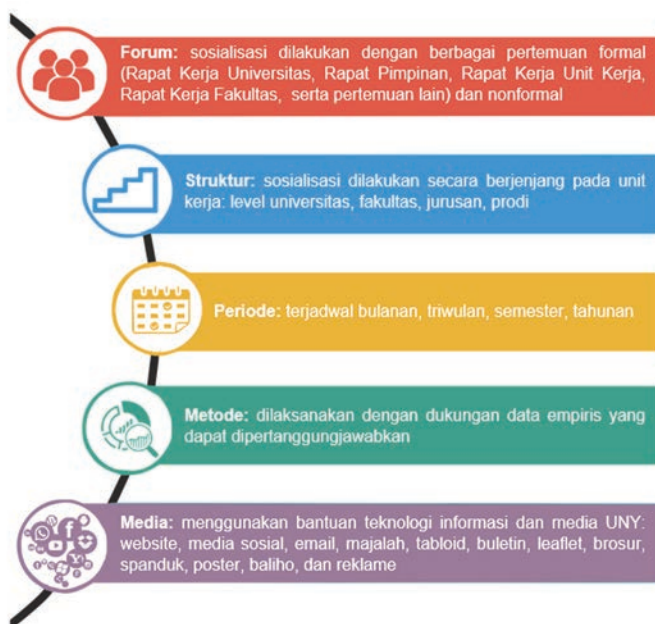 Forum: sosialisasi dilakukan dengan berbagai pertemuan formal
(Rapat Kerja Universitas, Rapat Pimpinan, Rapat Kerja Unit Kerja,
Rapat Kerja Fakultas, serta pertemuan lain) dan nonformal
Struktur: sosialisasi dilakukan secara berjenjang pada unit
kerja: level universitas, fakultas, jurusan, prodi
Periode: terjadwal bulanan, triwulan, semester, tahunan
Metode: dilaksanakan dengan dukungan data empiris yang
dapat dipertanggungjawabkan
Media: menggunakan bantuan teknologi informasi dan media UNY:
website, media sosial, email, majalah, tabloid, buletin, leaflet, brosur,
spanduk, poster, baliho, dan reklame